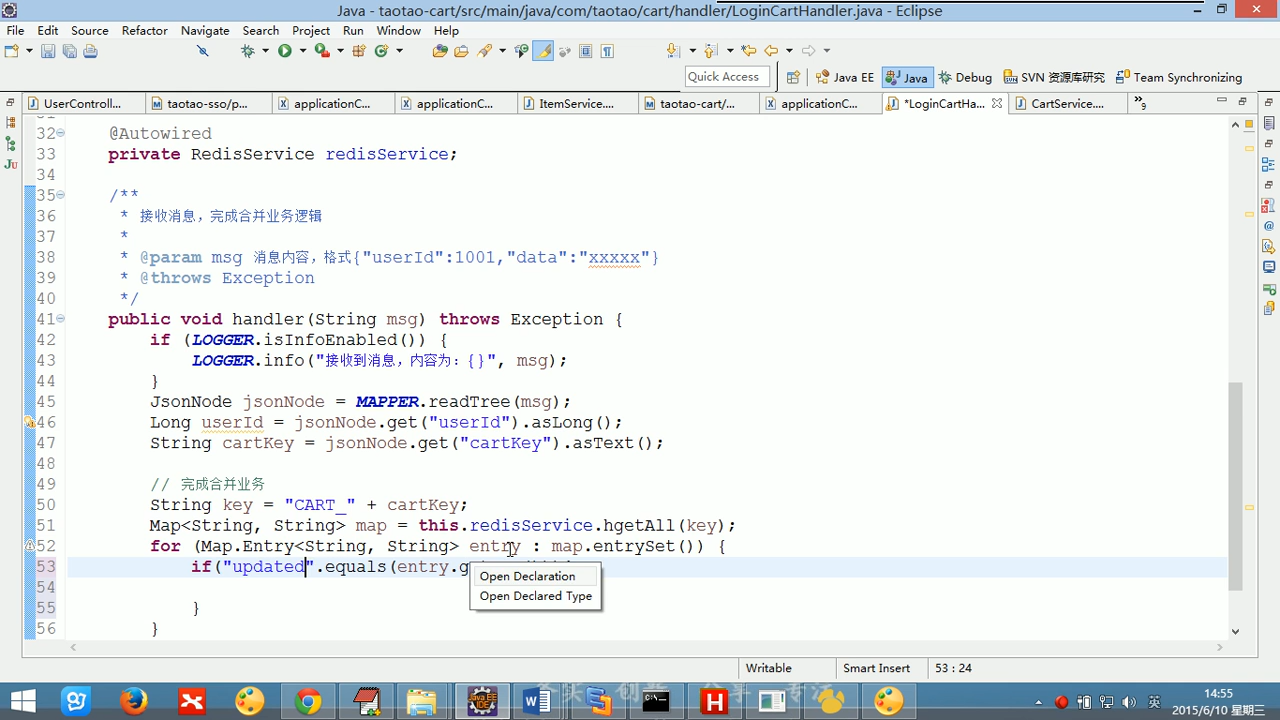 Java - taotao-cart/src/main/java/com/taotao/cart/handler/LoginCartHandler.java - Eclipse
File Edit Source Refactor Navigate Search Project Run Window Help
Quick Access Java EE Java Debug SVN 资源库研究 Team Synchronizing
UserControll... taotao-sso/p... applicationC... applicationC... ItemService.... taotao-cart/... applicationC... *LoginCartHa... CartService.... »9
32 @Autowired
33 private RedisService redisService;
34
35 /**
36 * 接收消息，完成合并业务逻辑
37 *
38 * @param msg 消息内容，格式{"userId":1001,"data":"xxxxx"}
39 * @throws Exception
40 */
41 public void handler(String msg) throws Exception {
42 if (LOGGER.isInfoEnabled()) {
43 LOGGER.info("接收到消息，内容为：{}", msg);
44 }
45 JsonNode jsonNode = MAPPER.readTree(msg);
46 Long userId = jsonNode.get("userId").asLong();
47 String cartKey = jsonNode.get("cartKey").asText();
48
49 // 完成合并业务
50 String key = "CART_" + cartKey;
51 Map<String, String> map = this.redisService.hgetAll(key);
52 for (Map.Entry<String, String> entry : map.entrySet()) {
53 if("updated".equals(entry.g
Open Declaration
54
Open Declared Type
55 }
56 }
Writable Smart Insert 53 : 24
英 14:55
2015/6/10 星期三